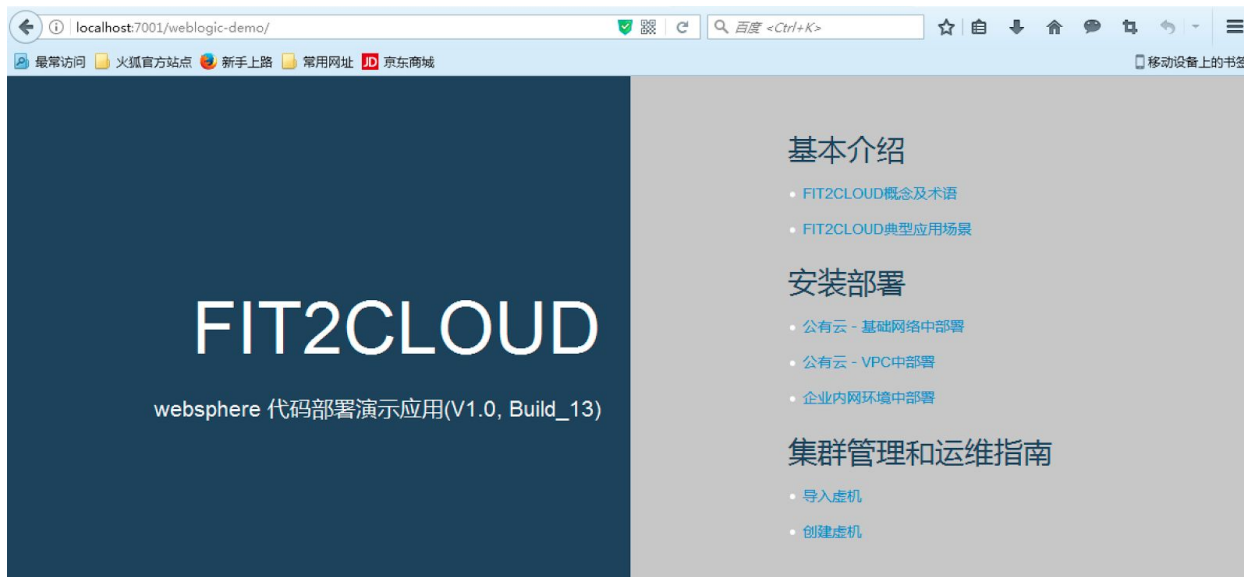 localhost:7001/weblogic-demo/
百度 <Ctrl+K>
最常访问 火狐官方站点 新手上路 常用网址 JD 京东商城 移动设备上的书签
基本介绍
FIT2CLOUD概念及术语
FIT2CLOUD典型应用场景
安装部署
公有云 - 基础网络中部署
公有云 - VPC中部署
企业内网环境中部署
FIT2CLOUD
websphere 代码部署演示应用(V1.0, Build_13)
集群管理和运维指南
导入虚机
创建虚机